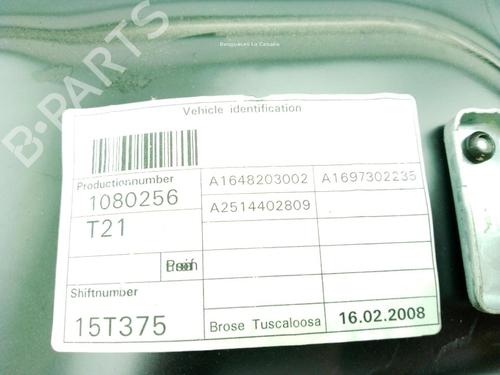 Desguaces La Cabaña
B-PARTS
Vehicle identification
Productionnumber
1080256
T21
A1648203002 A1697302235
A2514402809
Shiftnumber
15T375
Brose Tuscaloosa 16.02.2008